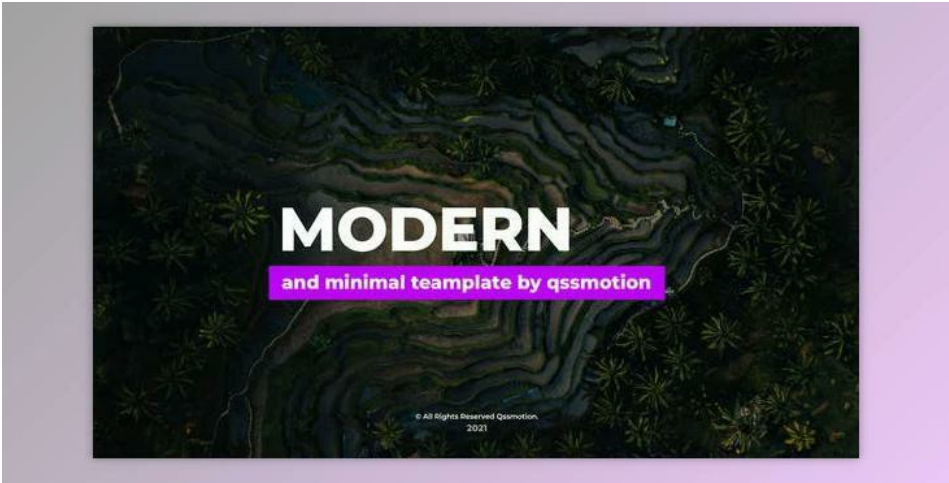 MODERN
and minimal teamplate by qssmotion
© All Rights Reserved Qssmotion.
2021